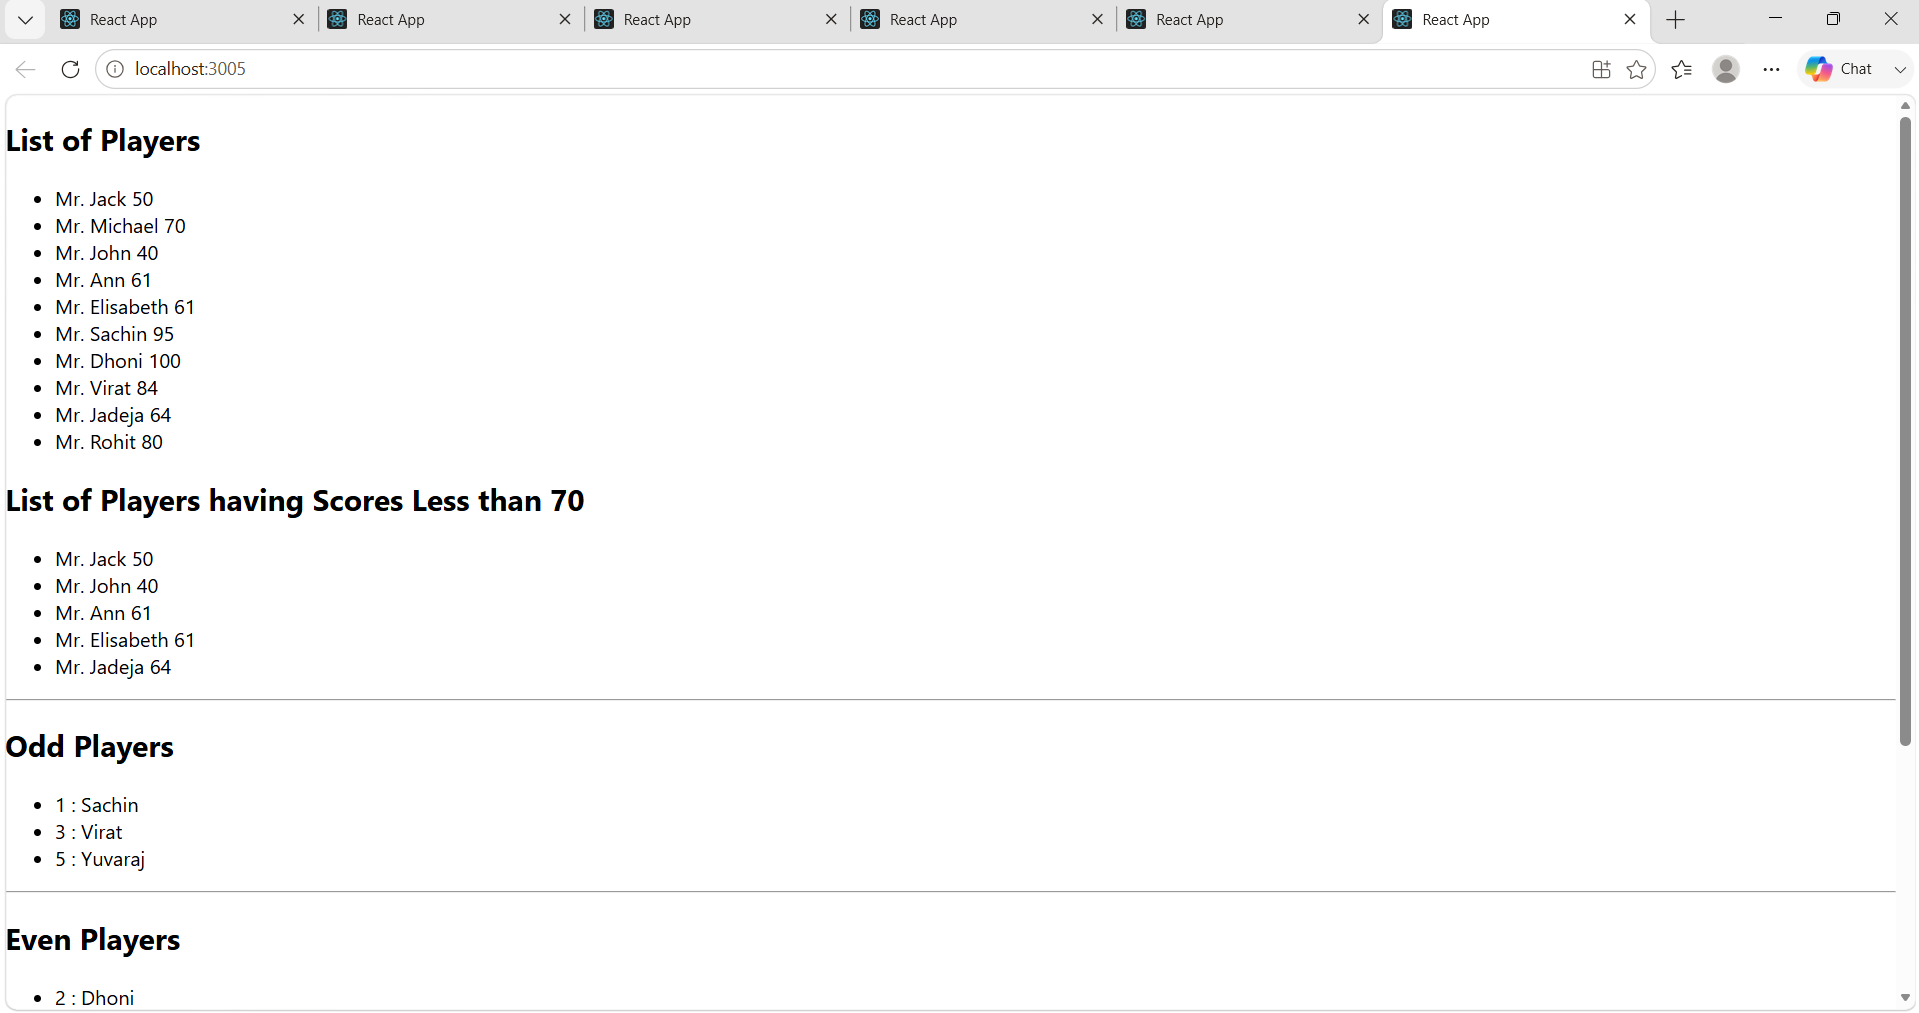 React App
React App
React App
React App
React App
React App
localhost:3005
Chat
List of Players
Mr. Jack 50
Mr. Michael 70
Mr. John 40
Mr. Ann 61
Mr. Elisabeth 61
Mr. Sachin 95
Mr. Dhoni 100
Mr. Virat 84
Mr. Jadeja 64
Mr. Rohit 80
List of Players having Scores Less than 70
Mr. Jack 50
Mr. John 40
Mr. Ann 61
Mr. Elisabeth 61
Mr. Jadeja 64
Odd Players
1 : Sachin
3 : Virat
5 : Yuvaraj
Even Players
2 : Dhoni